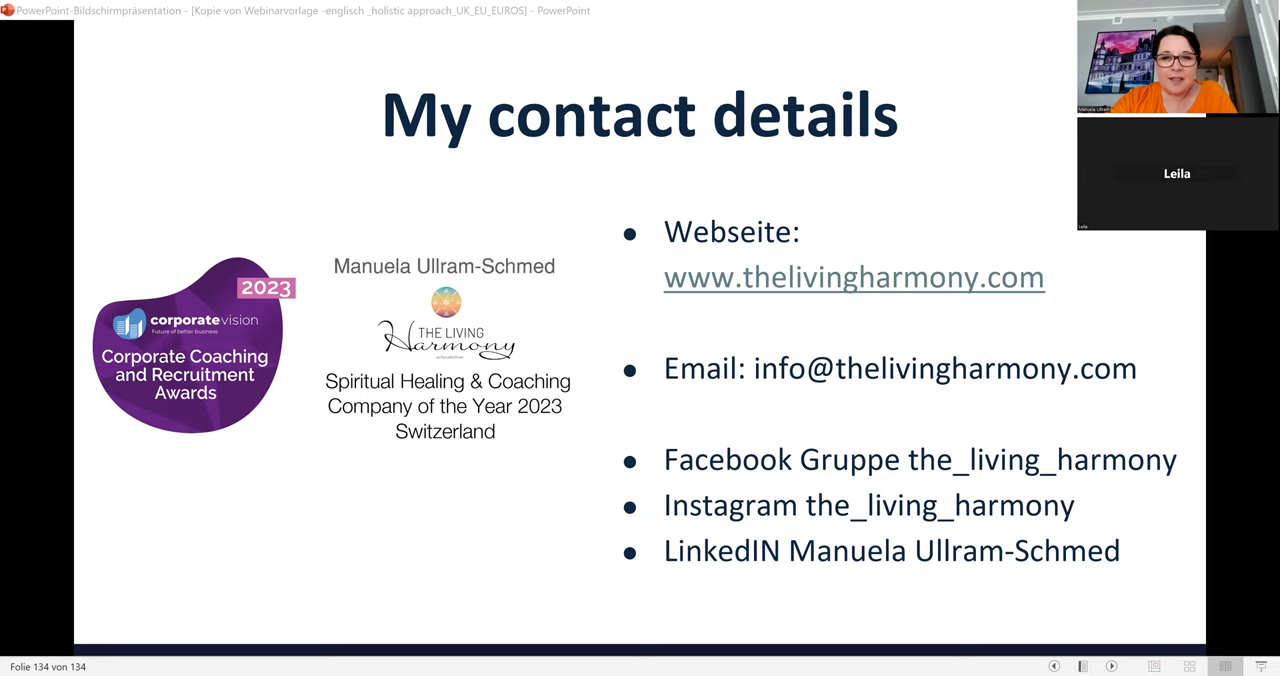 PowerPoint-Bildschirmpräsentation - [Kopie von Webinarvorlage -englisch _holistic approach_UK_EU_EUROS] - PowerPoint
My contact details
Manuela Ullram
Leila
Leila
2023
corporatevision
Future of better business
Corporate Coaching
and Recruitment
Awards
Manuela Ullram-Schmed
THE LIVING
Harmony
Spiritual Healing & Coaching
Company of the Year 2023
Switzerland
• Webseite:
www.thelivingharmony.com
• Email: info@thelivingharmony.com
• Facebook Gruppe the_living_harmony
• Instagram the_living_harmony
• LinkedIN Manuela Ullram-Schmed
Folie 134 von 134